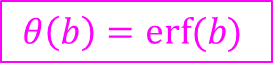 θ(b) = erf(b)